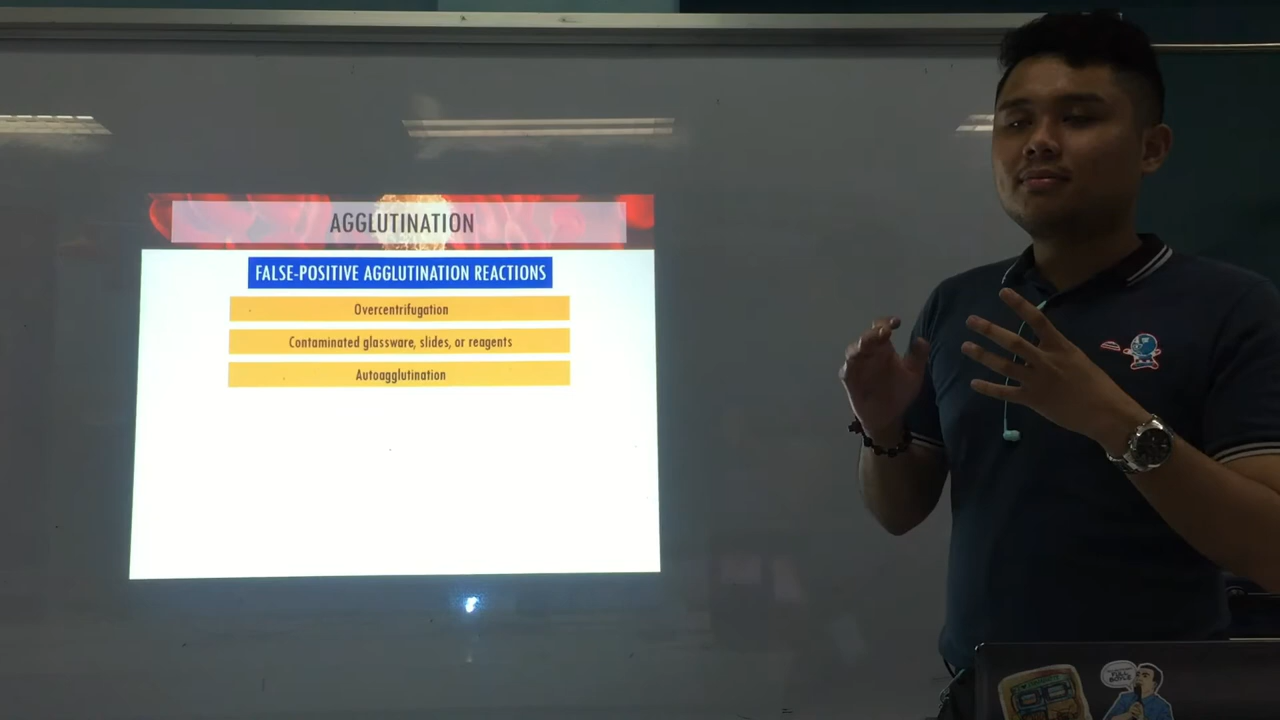 AGGLUTINATION
FALSE-POSITIVE AGGLUTINATION REACTIONS
Overcentrifugation
Contaminated glassware, slides, or reagents
Autoagglutination